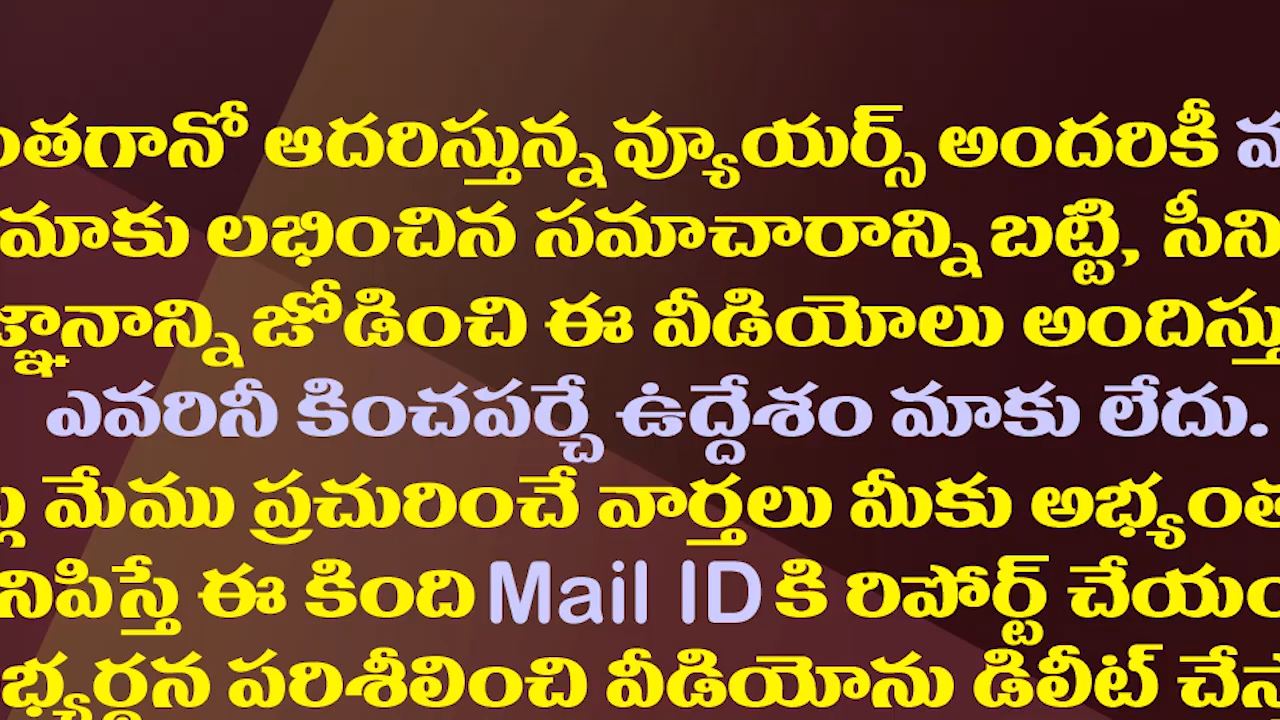 ంతగానో ఆదరిస్తున్న వ్యూయర్స్ అందరికీ
మాకు లభించిన సమాచారాన్ని బట్టి, సీని
జ్ఞానాన్ని జోడించి ఈ వీడియోలు అందిస్తు
ఎవరినీ కించపర్చే ఉద్దేశం మాకు లేదు.
మేము ప్రచురించే వార్తలు మీకు అభ్యంత
నిపిస్తే ఈ కింది Mail ID కి రిపోర్ట్ చేయం
భ్యర్థన పరిశీలించి వీడియోను డిలీట్ చేస